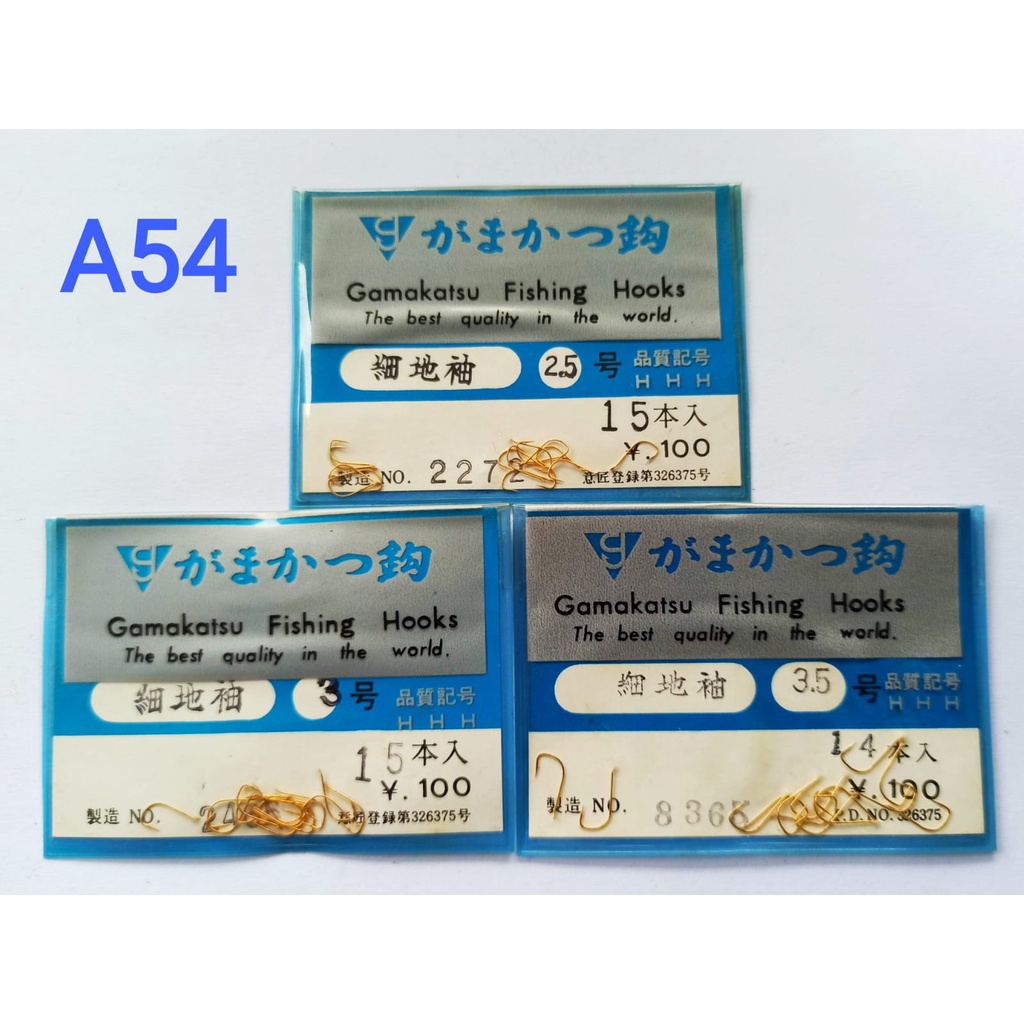 A54
がまかつ鈎
Gamakatsu Fishing Hooks
The best quality in the world.
細地袖 2.5 号 品質記号
H H H
15本入
¥.100
製造 NO. 2272 意匠登録第326375号
がまかつ鈎
Gamakatsu Fishing Hooks
The best quality in the world.
細地袖 3 号 品質記号
H H H
15本入
¥.100
製造 NO. 意匠登録第326375号
がまかつ鈎
Gamakatsu Fishing Hooks
The best quality in the world.
細地袖 3.5 号 品質記号
H H H
14本入
¥.100
製造 NO. 8365 .D. NO. 326375